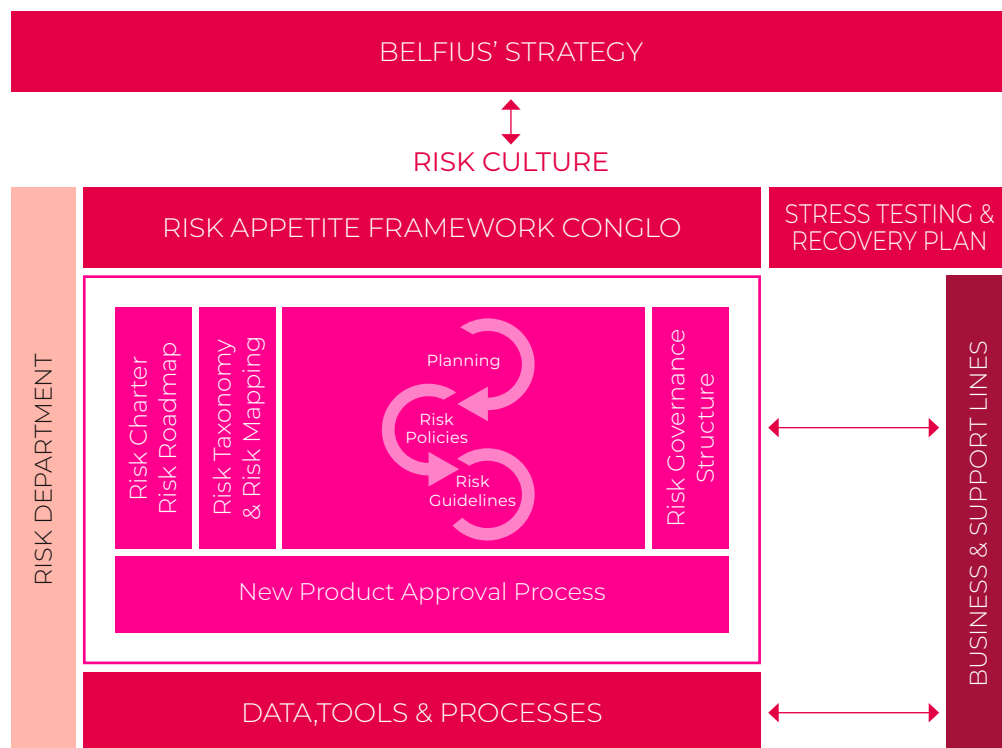 BELFIUS’ STRATEGY
RISK CULTURE
RISK DEPARTMENT
RISK APPETITE FRAMEWORK CONGLO
STRESS TESTING &
RECOVERY PLAN
Risk Charter
Risk Roadmap
Risk Taxonomy
& Risk Mapping
Planning
Risk
Policies
Risk
Guidelines
Risk Governance
Structure
New Product Approval Process
BUSINESS & SUPPORT LINES
DATA,TOOLS & PROCESSES